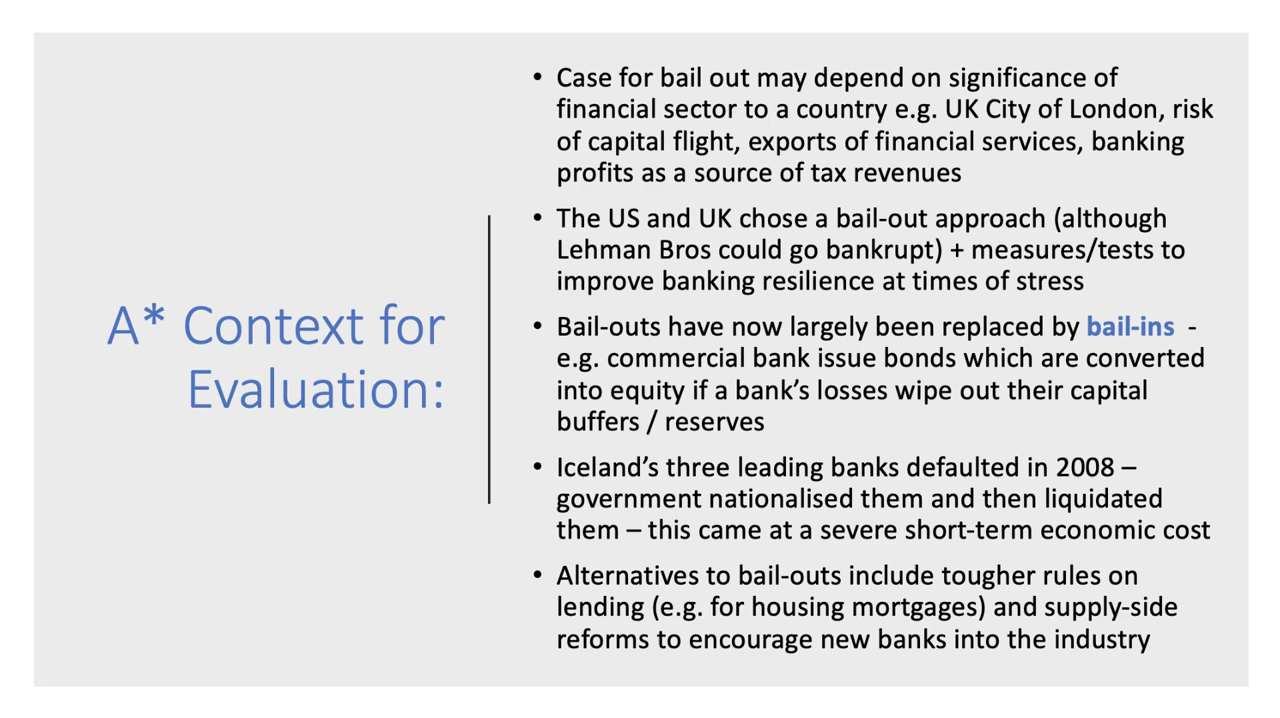 A* Context for
Evaluation:
• Case for bail out may depend on significance of
financial sector to a country e.g. UK City of London, risk
of capital flight, exports of financial services, banking
profits as a source of tax revenues
• The US and UK chose a bail-out approach (although
Lehman Bros could go bankrupt) + measures/tests to
improve banking resilience at times of stress
• Bail-outs have now largely been replaced by bail-ins -
e.g. commercial bank issue bonds which are converted
into equity if a bank’s losses wipe out their capital
buffers / reserves
• Iceland’s three leading banks defaulted in 2008 –
government nationalised them and then liquidated
them – this came at a severe short-term economic cost
• Alternatives to bail-outs include tougher rules on
lending (e.g. for housing mortgages) and supply-side
reforms to encourage new banks into the industry